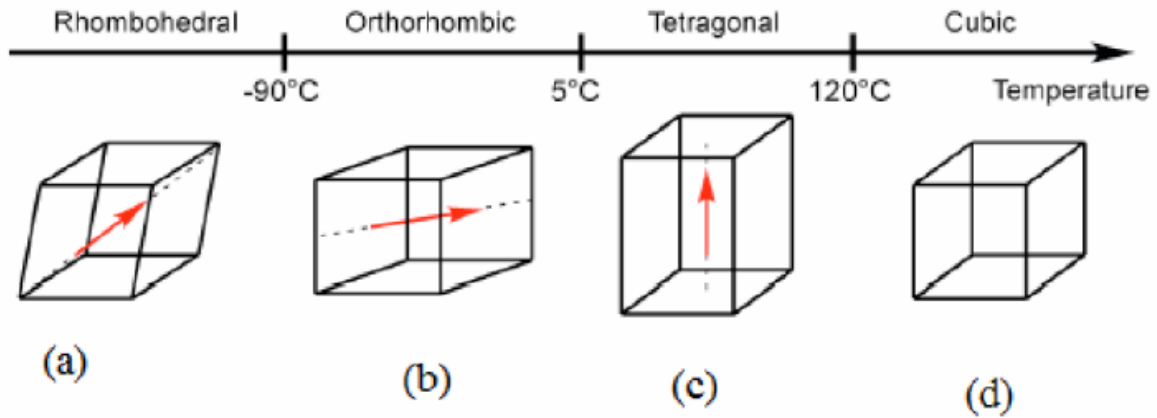 Rhombohedral Orthorhombic Tetragonal Cubic
-90°C 5°C 120°C Temperature
(a) (b) (c) (d)